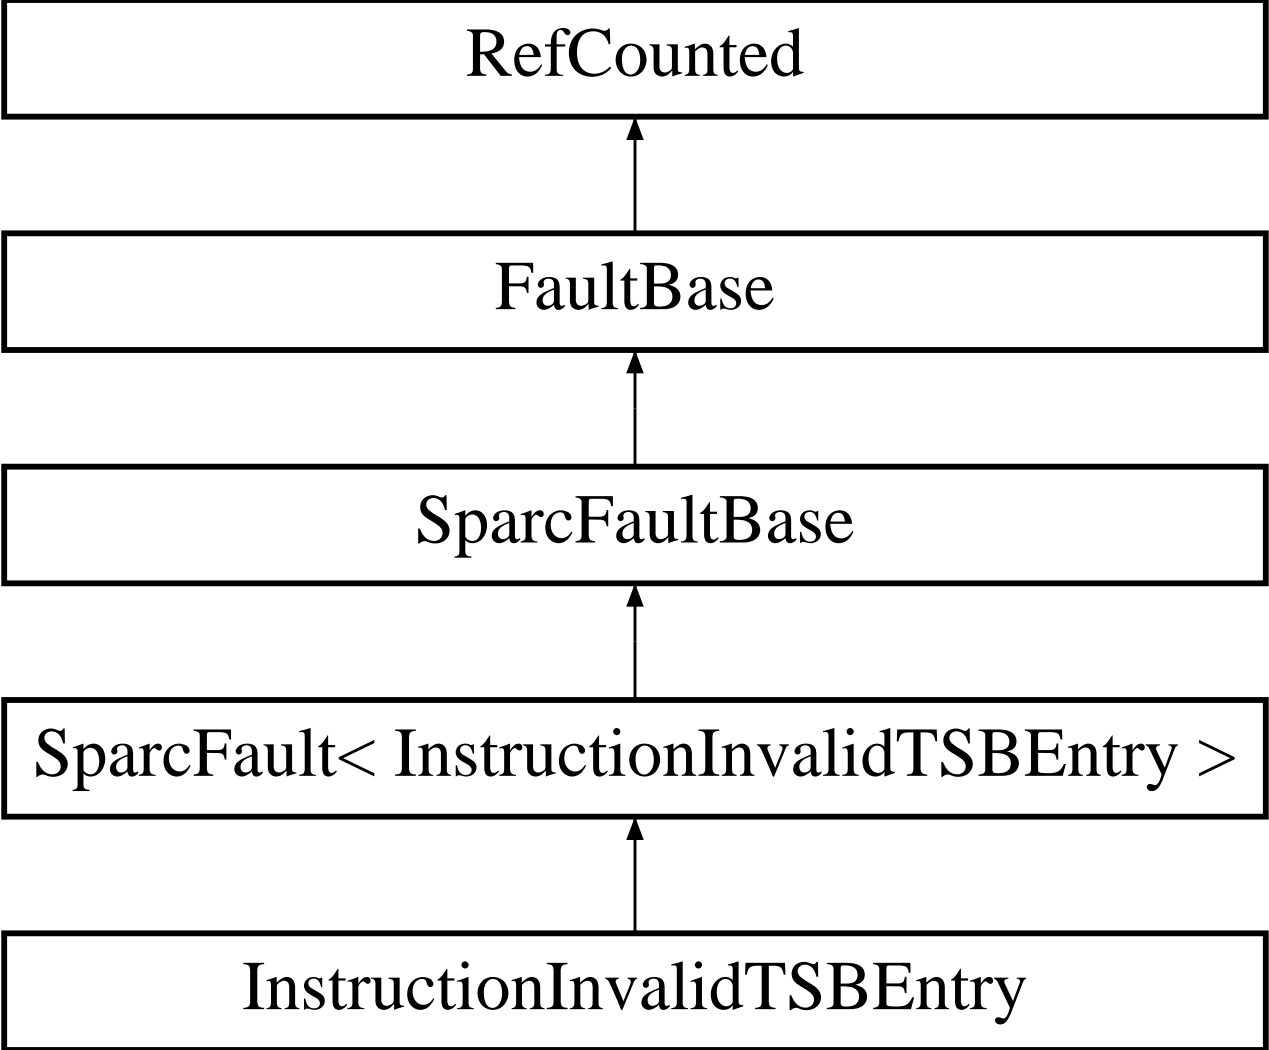 RefCounted
FaultBase
SparcFaultBase
SparcFault< InstructionInvalidTSBEntry >
InstructionInvalidTSBEntry